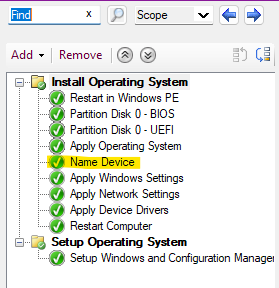 Find x Scope
Add Remove
Install Operating System
Restart in Windows PE
Partition Disk 0 - BIOS
Partition Disk 0 - UEFI
Apply Operating System
Name Device
Apply Windows Settings
Apply Network Settings
Apply Device Drivers
Restart Computer
Setup Operating System
Setup Windows and Configuration Manager